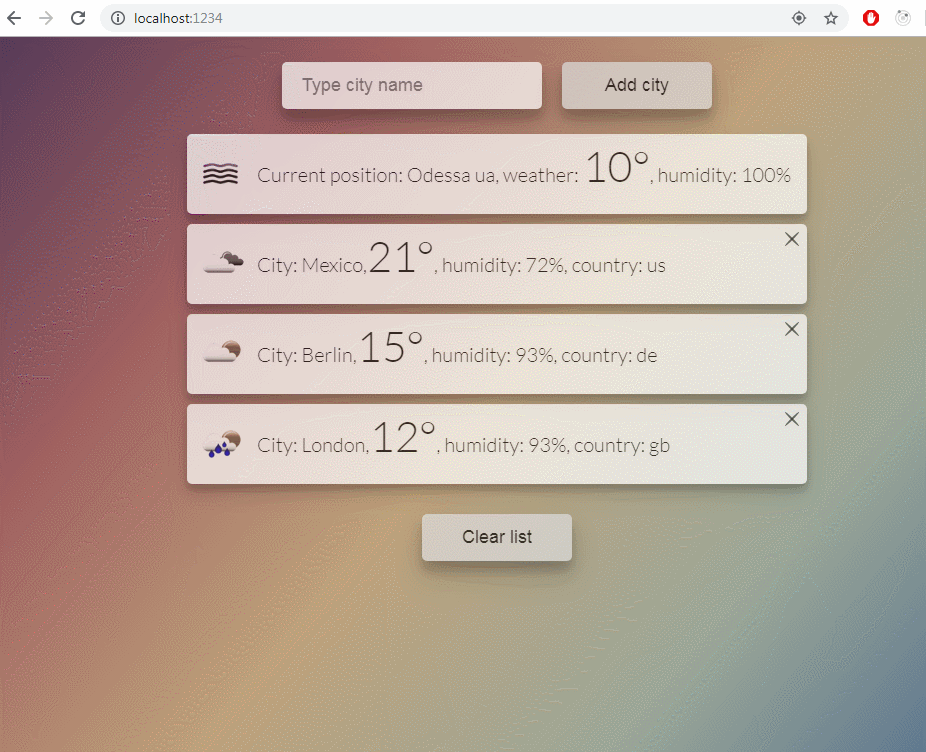 localhost:1234
Type city name
Add city
Current position: Odessa ua, weather: 10°, humidity: 100%
City: Mexico,21°, humidity: 72%, country: us
City: Berlin, 15°, humidity: 93%, country: de
City: London, 12°, humidity: 93%, country: gb
Clear list